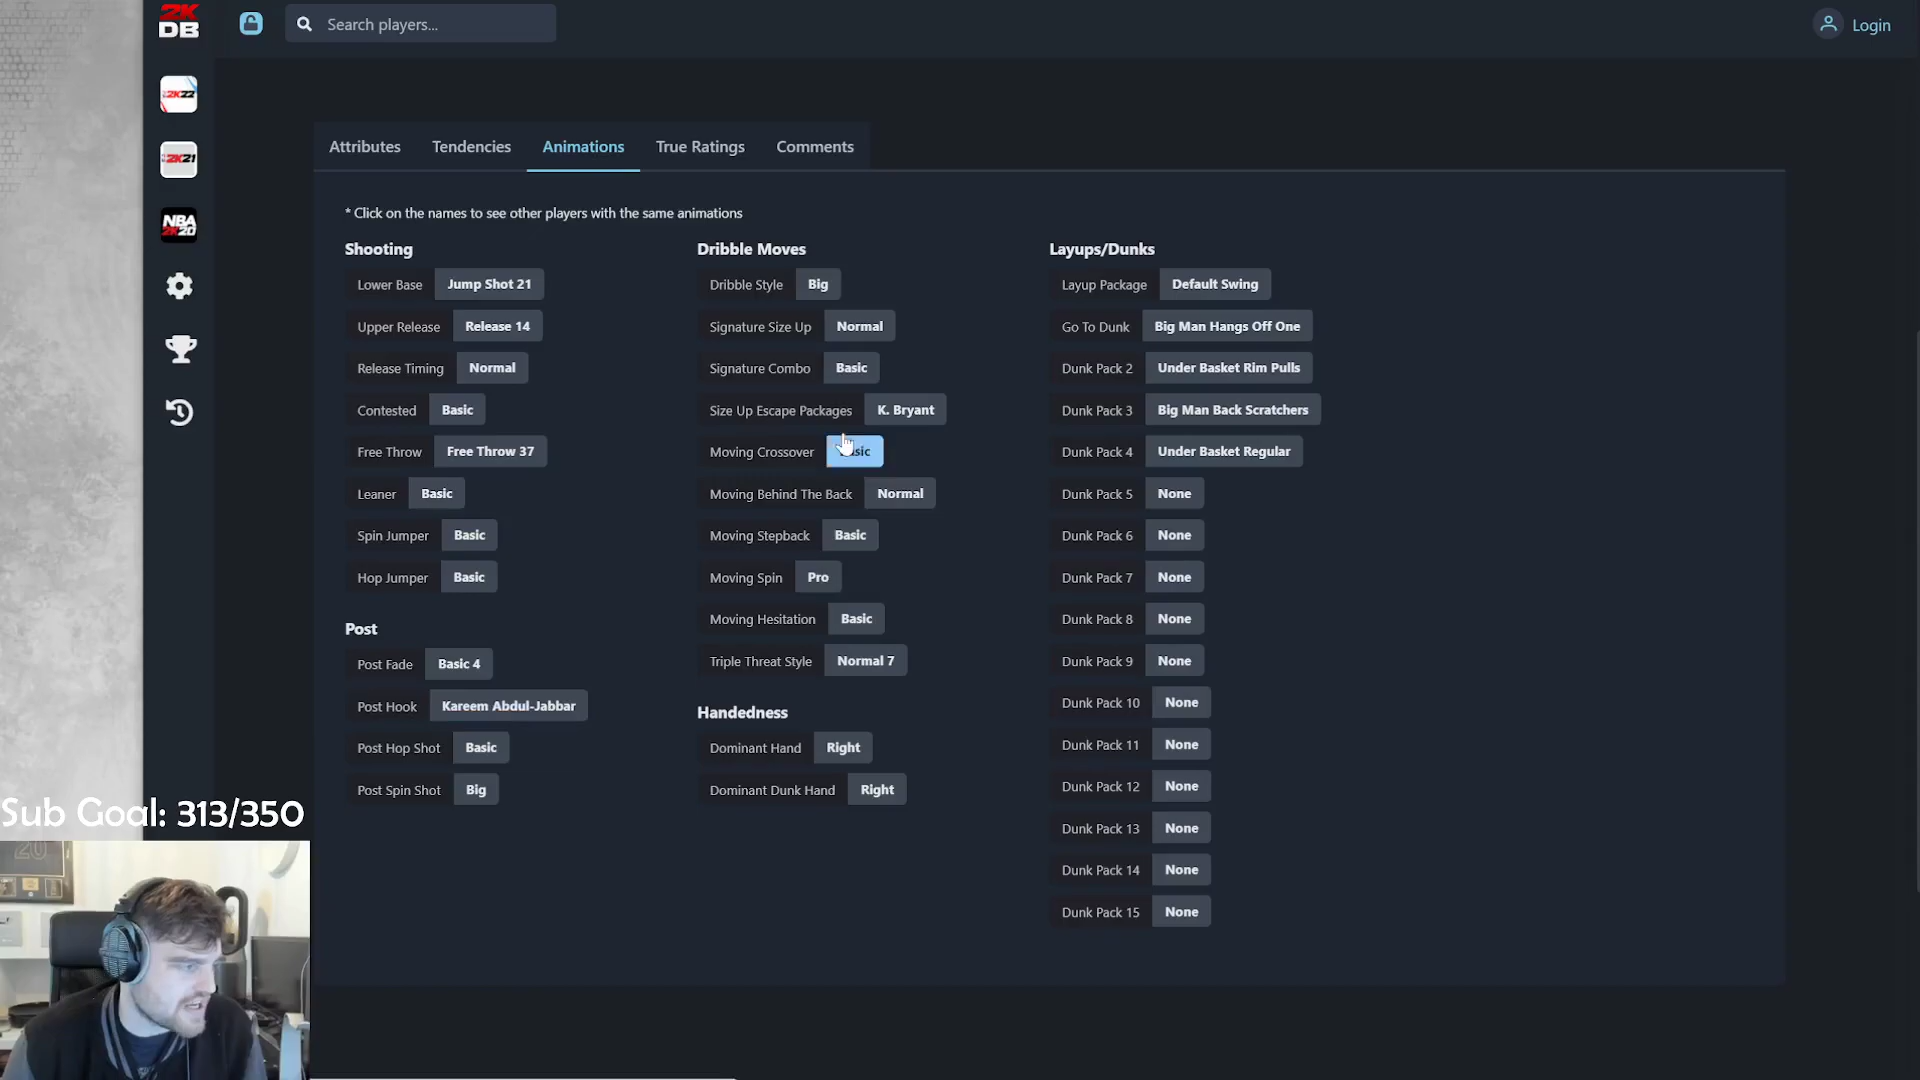 2K
DB
Search players...
Login
2K22
2K21
NBA
2K20
Attributes
Tendencies
Animations
True Ratings
Comments
* Click on the names to see other players with the same animations
Shooting
Lower Base Jump Shot 21
Upper Release Release 14
Release Timing Normal
Contested Basic
Free Throw Free Throw 37
Leaner Basic
Spin Jumper Basic
Hop Jumper Basic
Post
Post Fade Basic 4
Post Hook Kareem Abdul-Jabbar
Post Hop Shot Basic
Post Spin Shot Big
Dribble Moves
Dribble Style Big
Signature Size Up Normal
Signature Combo Basic
Size Up Escape Packages K. Bryant
Moving Crossover Basic
Moving Behind The Back Normal
Moving Stepback Basic
Moving Spin Pro
Moving Hesitation Basic
Triple Threat Style Normal 7
Handedness
Dominant Hand Right
Dominant Dunk Hand Right
Layups/Dunks
Layup Package Default Swing
Go To Dunk Big Man Hangs Off One
Dunk Pack 2 Under Basket Rim Pulls
Dunk Pack 3 Big Man Back Scratchers
Dunk Pack 4 Under Basket Regular
Dunk Pack 5 None
Dunk Pack 6 None
Dunk Pack 7 None
Dunk Pack 8 None
Dunk Pack 9 None
Dunk Pack 10 None
Dunk Pack 11 None
Dunk Pack 12 None
Dunk Pack 13 None
Dunk Pack 14 None
Dunk Pack 15 None
Sub Goal: 313/350
20